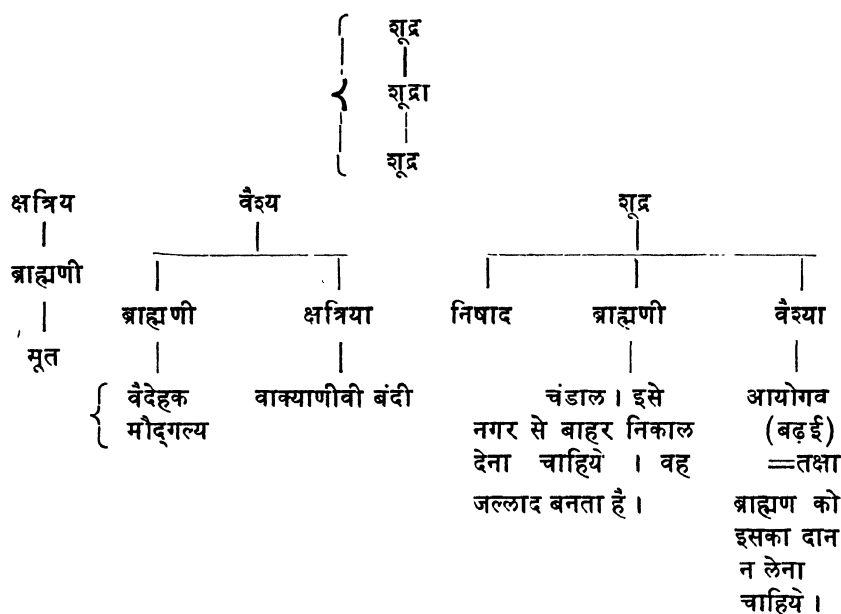 शूद्र
शूद्रा
शूद्र
क्षत्रिय वैश्य शूद्र
ब्राह्मणी
ब्राह्मणी क्षत्रिया निषाद ब्राह्मणी वैश्या
सूत
वैदेहक वाक्याणीवी बंदी चंडाल । इसे आयोगव
मौद्गल्य नगर से बाहर निकाल (बढ़ई)
देना चाहिये । वह =तक्षा
जल्लाद बनता है । ब्राह्मण को
इसका दान
न लेना
चाहिये ।